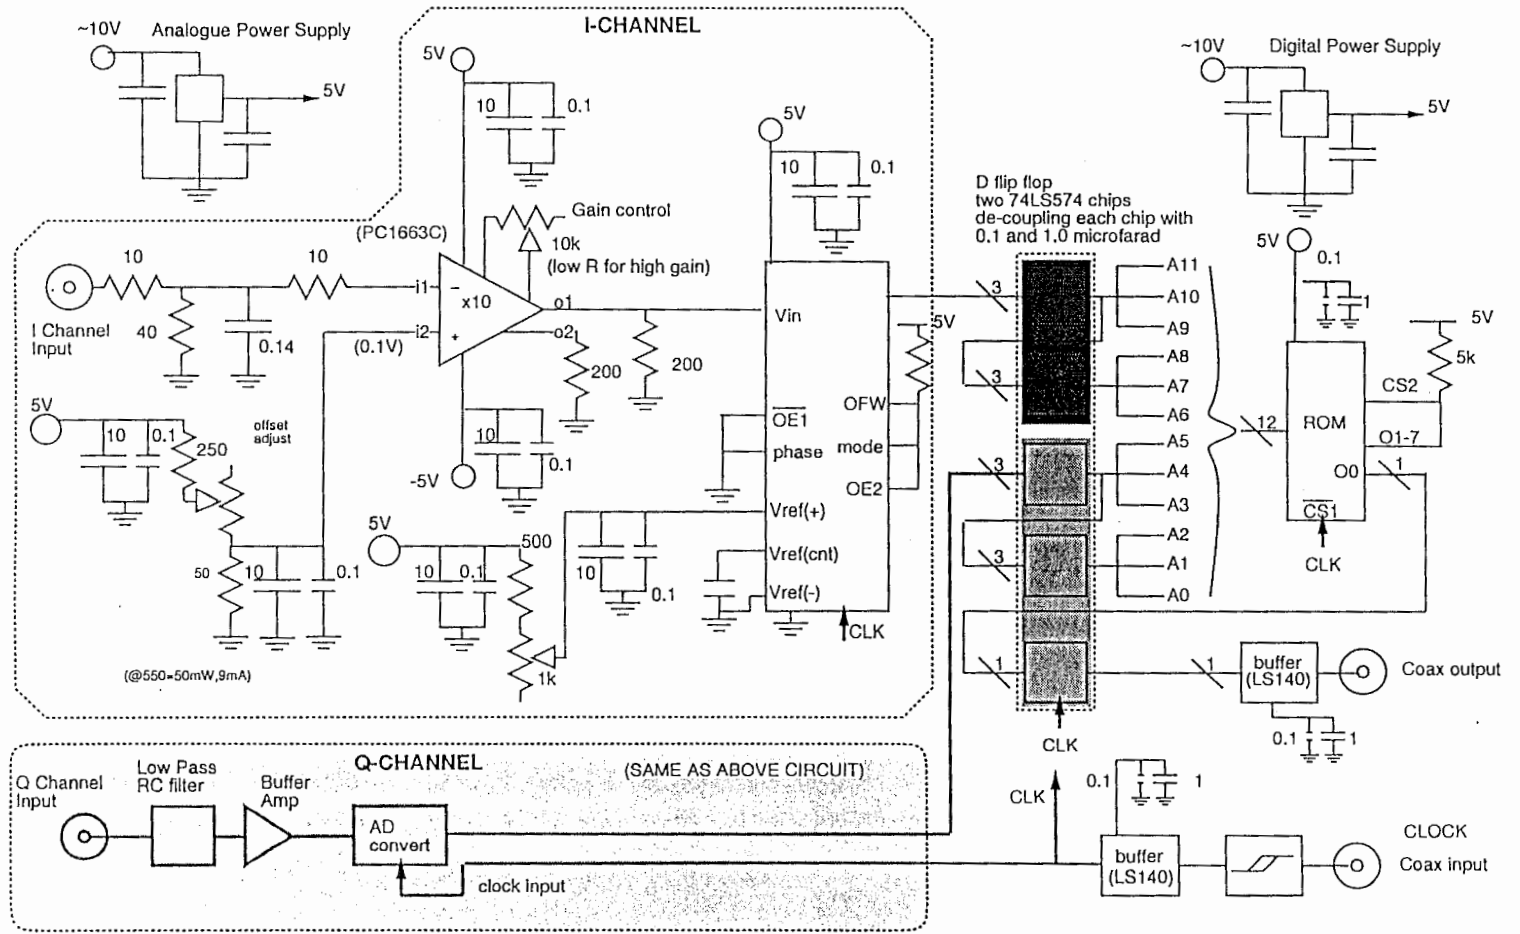 ~10V
Analogue Power Supply
5V
I-CHANNEL
5V
10
0.1
5V
10
0.1
~10V
Digital Power Supply
5V
D flip flop
two 74LS574 chips
de-coupling each chip with
0.1 and 1.0 microfarad
(PC1663C)
Gain control
10k
(low R for high gain)
10
10
i1
−
x10
o1
I Channel
Input
40
0.14
(0.1V)
i2
+
o2
200
200
Vin
5V
OFW
OE1
phase
mode
OE2
Vref(+)
Vref(cnt)
Vref(-)
CLK
5V
10
0.1
250
offset
adjust
10
0.1
-5V
50
10
0.1
5V
10
0.1
500
1k
10
0.1
(@550=50mW,9mA)
3
3
3
3
1
A11
A10
A9
A8
A7
A6
A5
A4
A3
A2
A1
A0
12
5V
0.1
1
ROM
5V
5k
CS2
O1-7
O0
1
CS1
CLK
1
buffer
(LS140)
Coax output
0.1
1
CLK
Q-CHANNEL
(SAME AS ABOVE CIRCUIT)
Q Channel
Input
Low Pass
RC filter
Buffer
Amp
AD
convert
clock input
CLK
0.1
1
buffer
(LS140)
CLOCK
Coax input